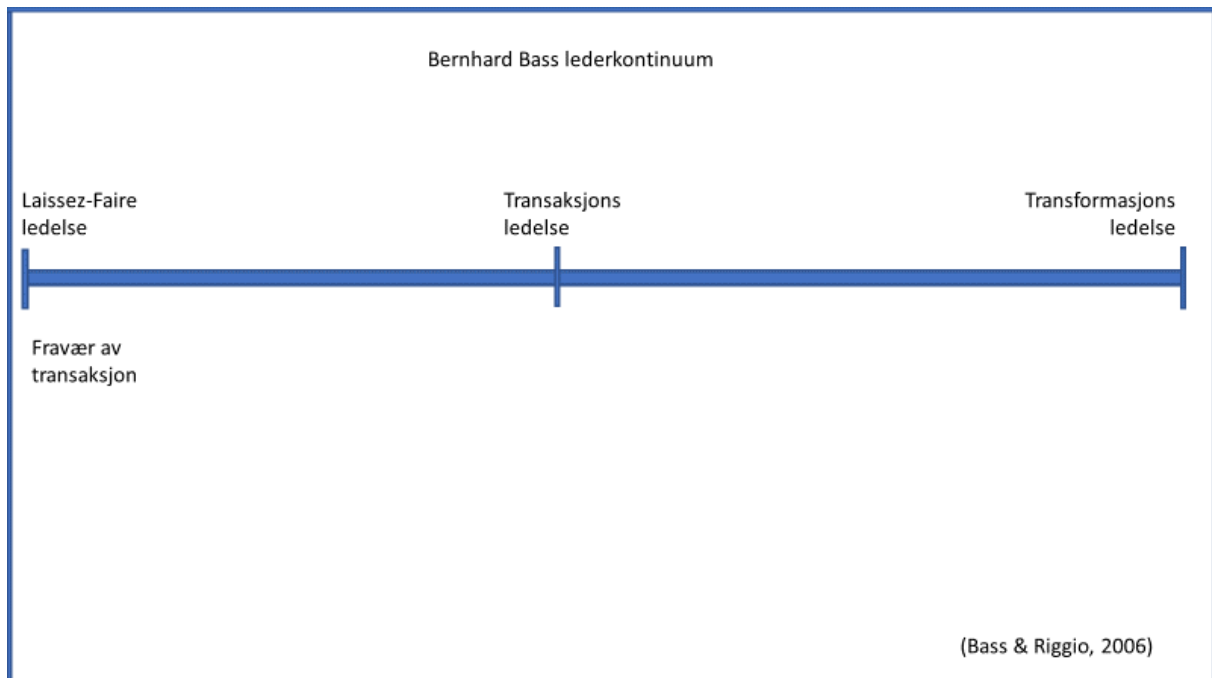 Bernhard Bass lederkontinuum
Laissez-Faire
ledelse
Transaksjons
ledelse
Transformasjons
ledelse
Fravær av
transaksjon
(Bass & Riggio, 2006)